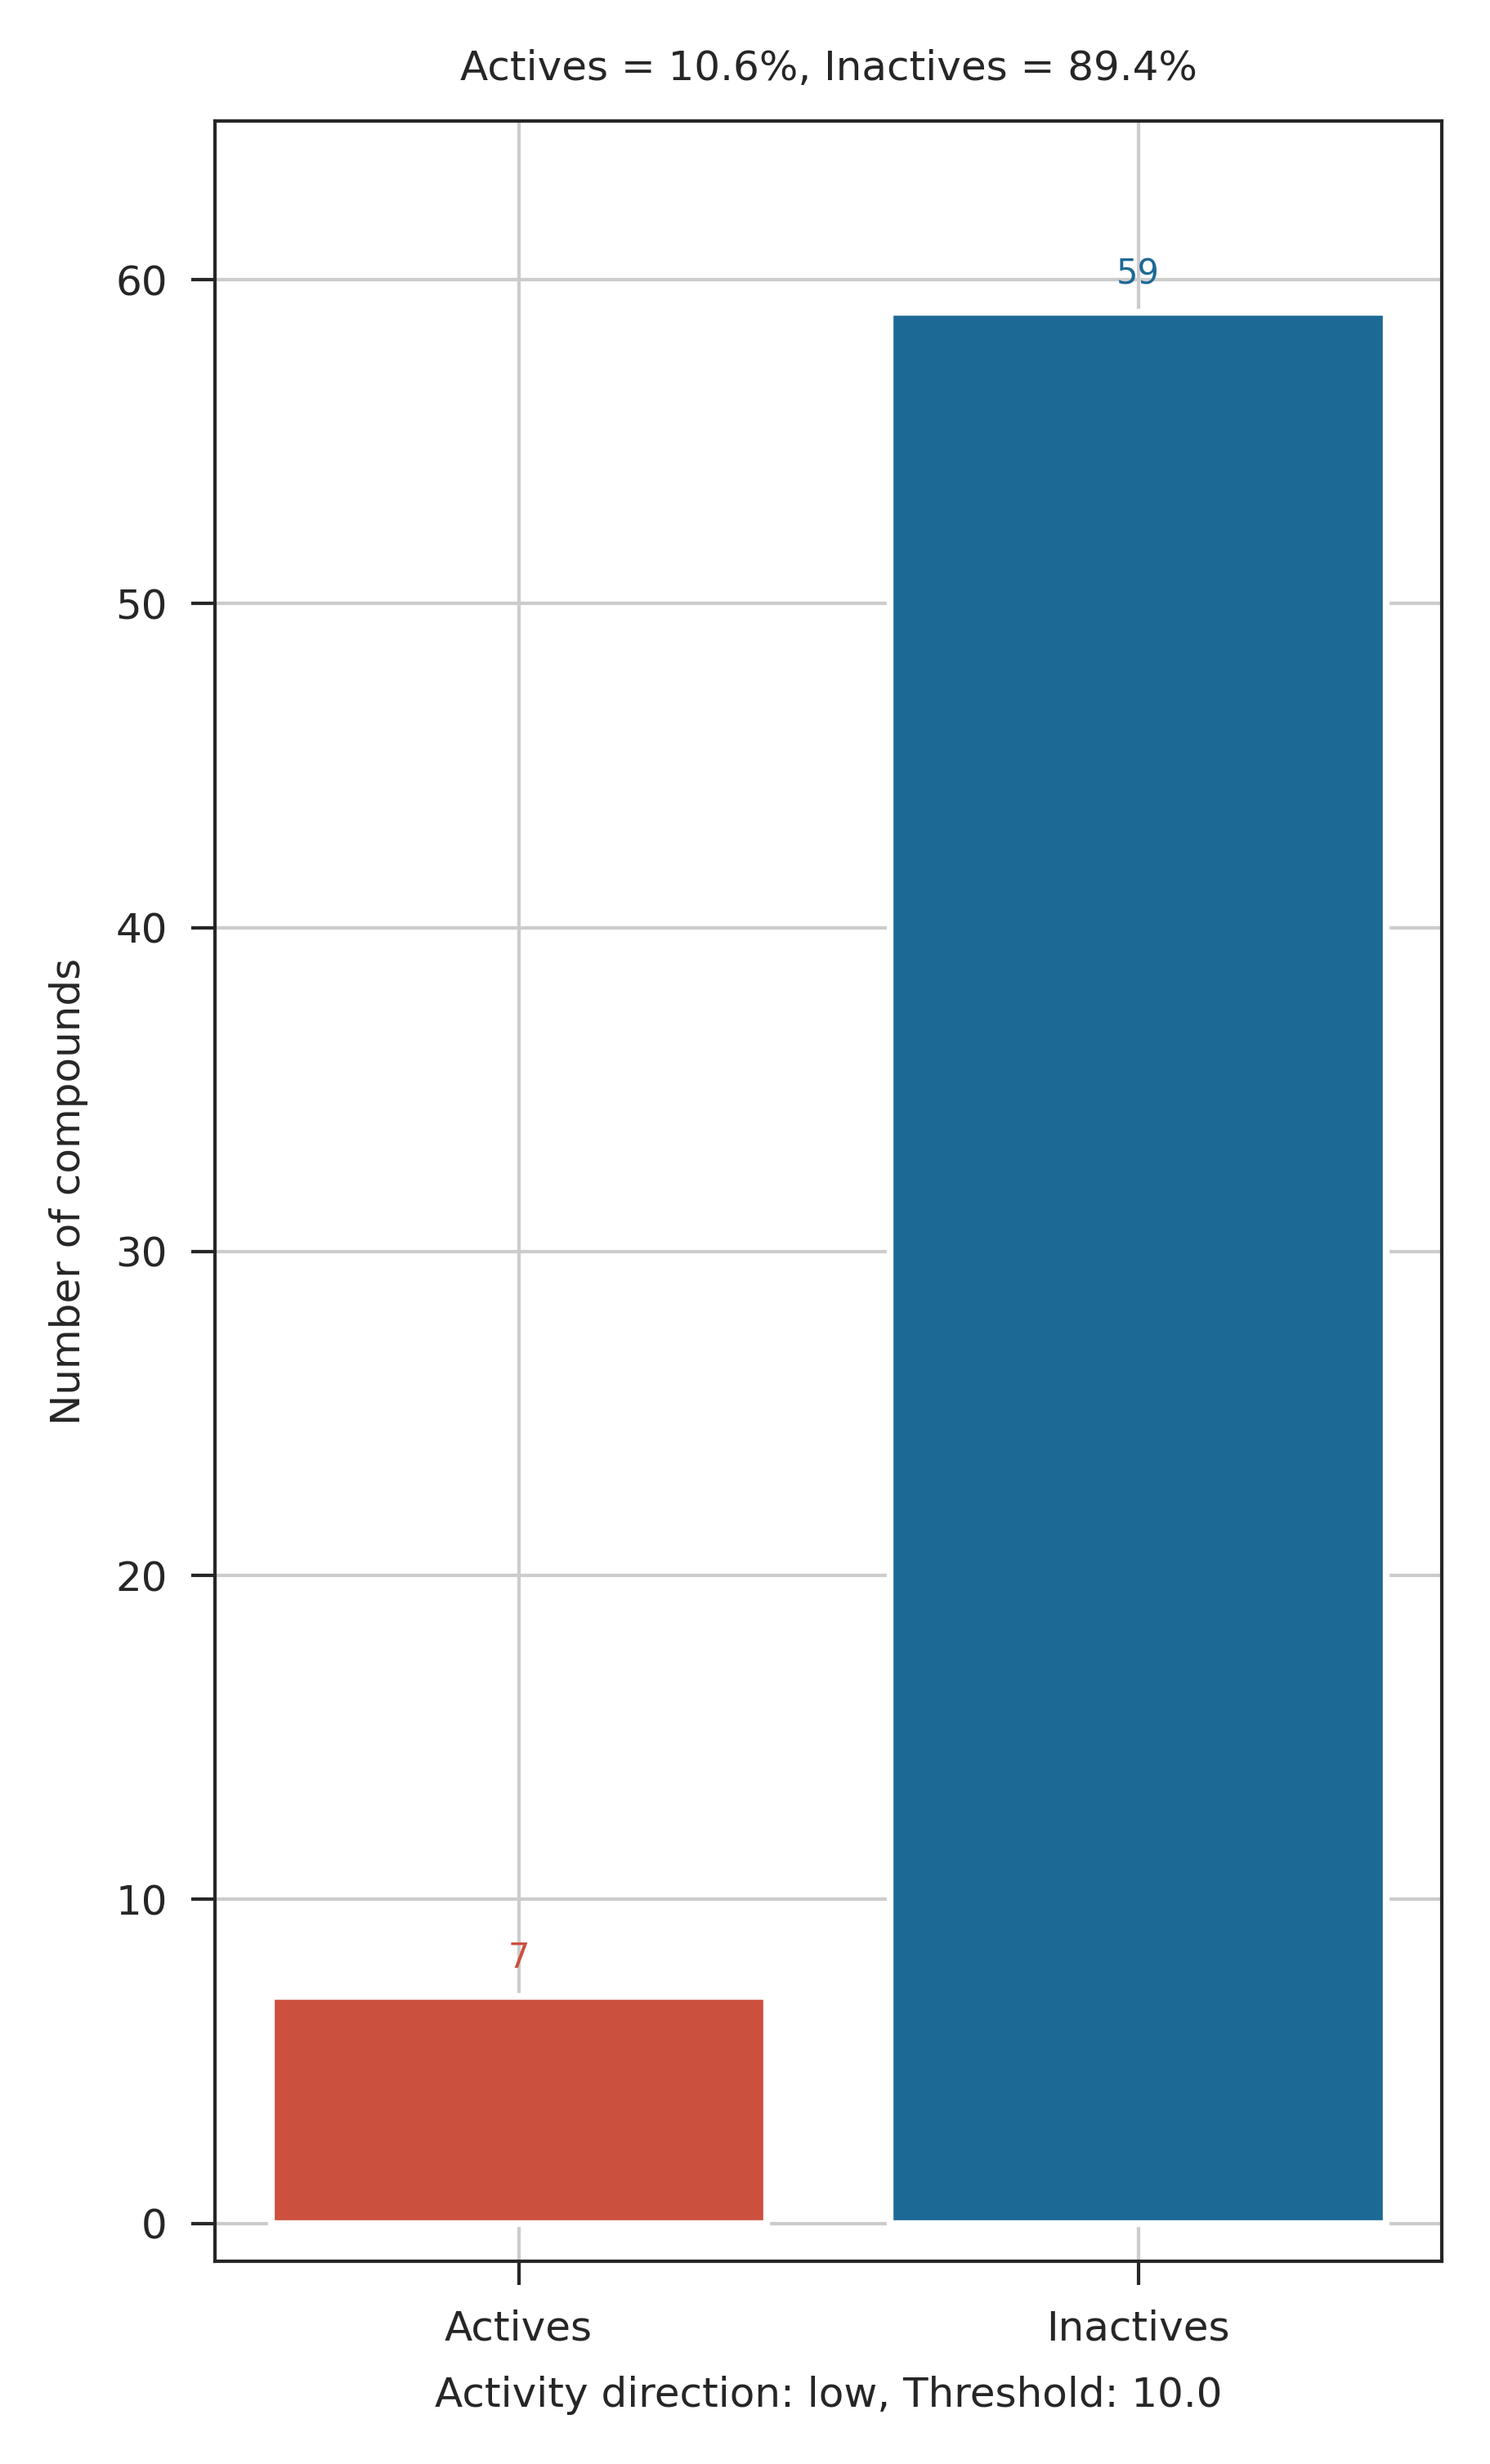 Actives = 10.6%, Inactives = 89.4%
Number of compounds
60
50
40
30
20
10
0
59
7
Actives
Inactives
Activity direction: low, Threshold: 10.0